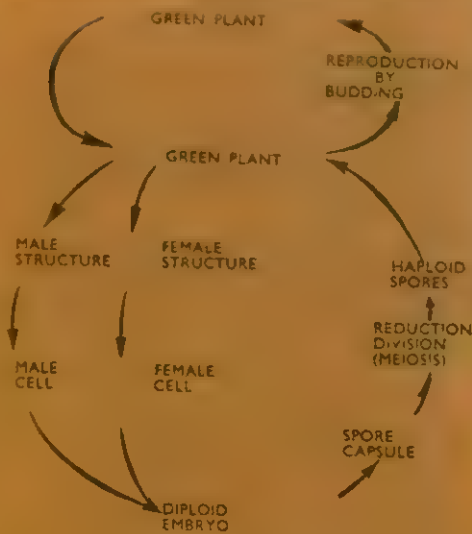 GREEN PLANT
REPRODUCTION
BY
BUDDING
GREEN PLANT
MALE
STRUCTURE
FEMALE
STRUCTURE
HAPLOID
SPORES
REDUCTION
DIVISION
(MEIOSIS)
MALE
CELL
FEMALE
CELL
SPORE
CAPSULE
DIPLOID
EMBRYO